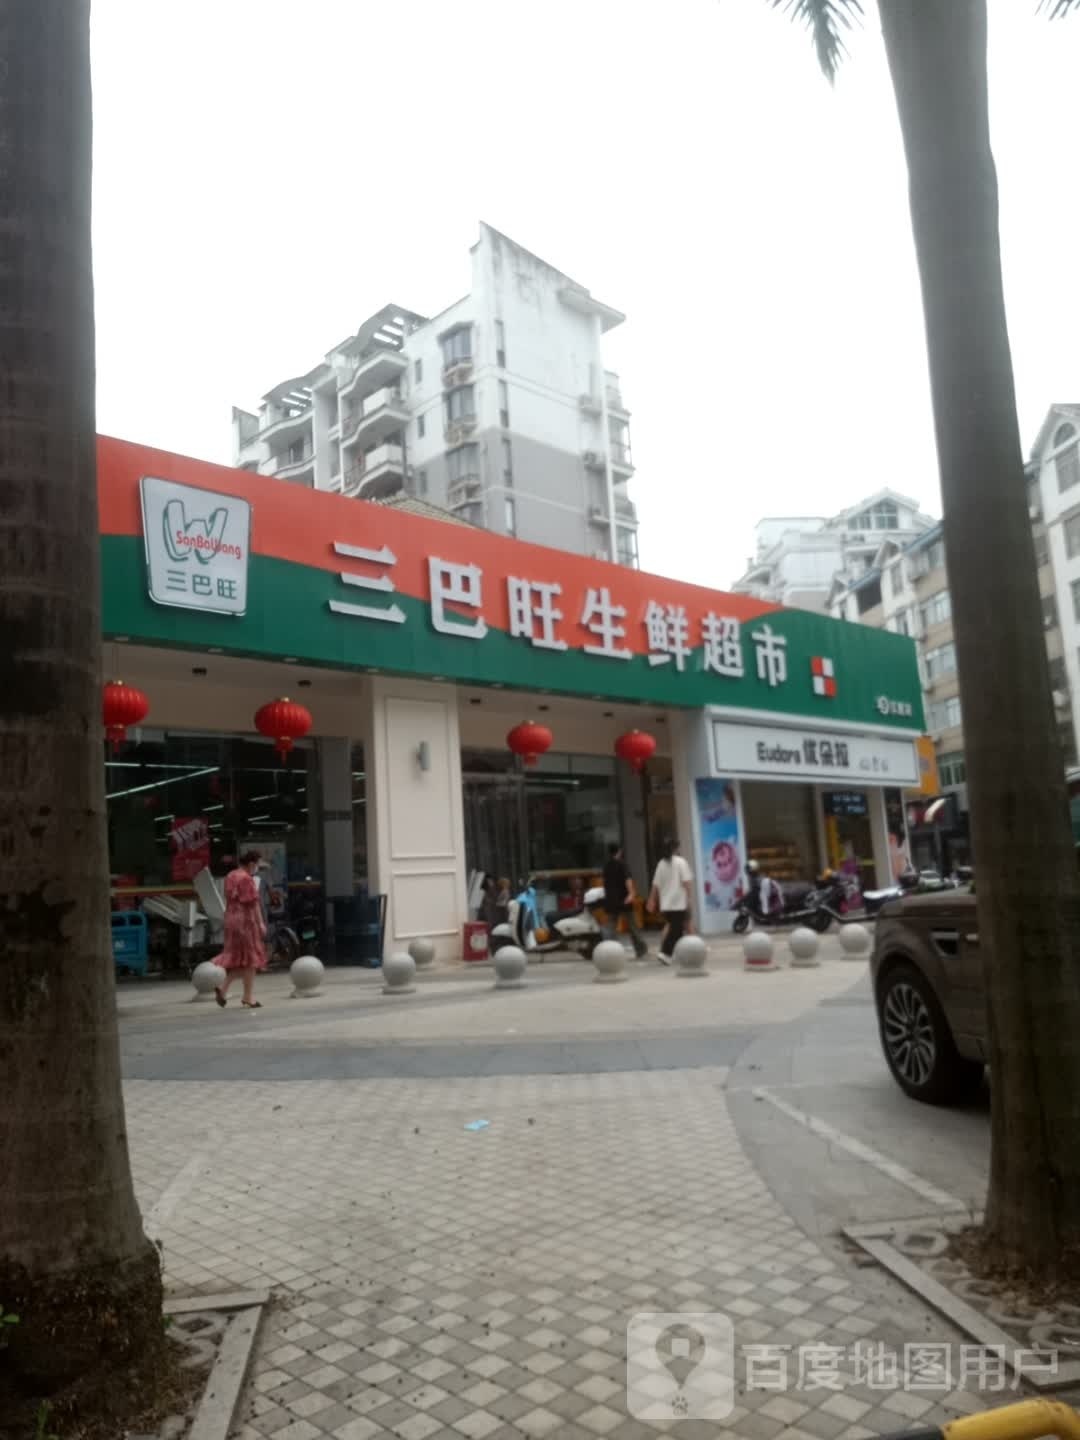 SanBaWang
三巴旺
三巴旺生鲜超市
Eudora 优朵拉
百度地图用户